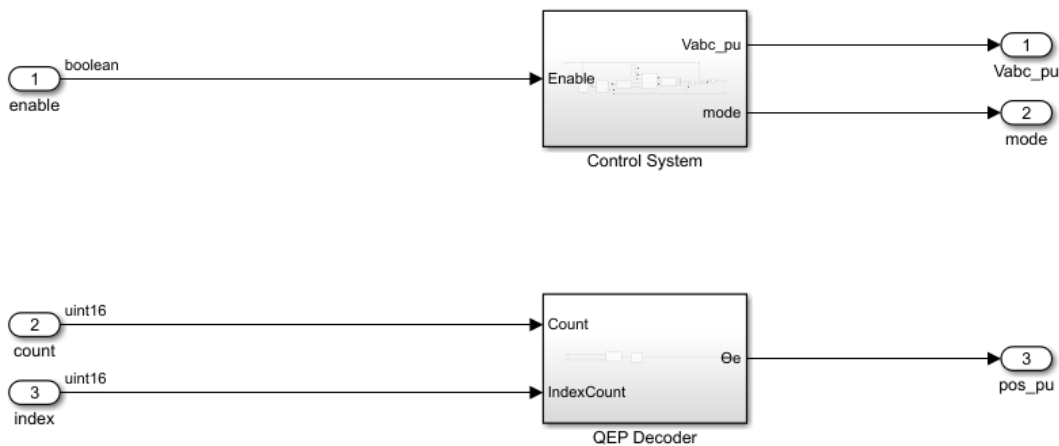 boolean
1
enable
Enable
Vabc_pu
mode
Control System
1
Vabc_pu
2
mode
uint16
2
count
uint16
3
index
Count
IndexCount
Θe
QEP Decoder
3
pos_pu